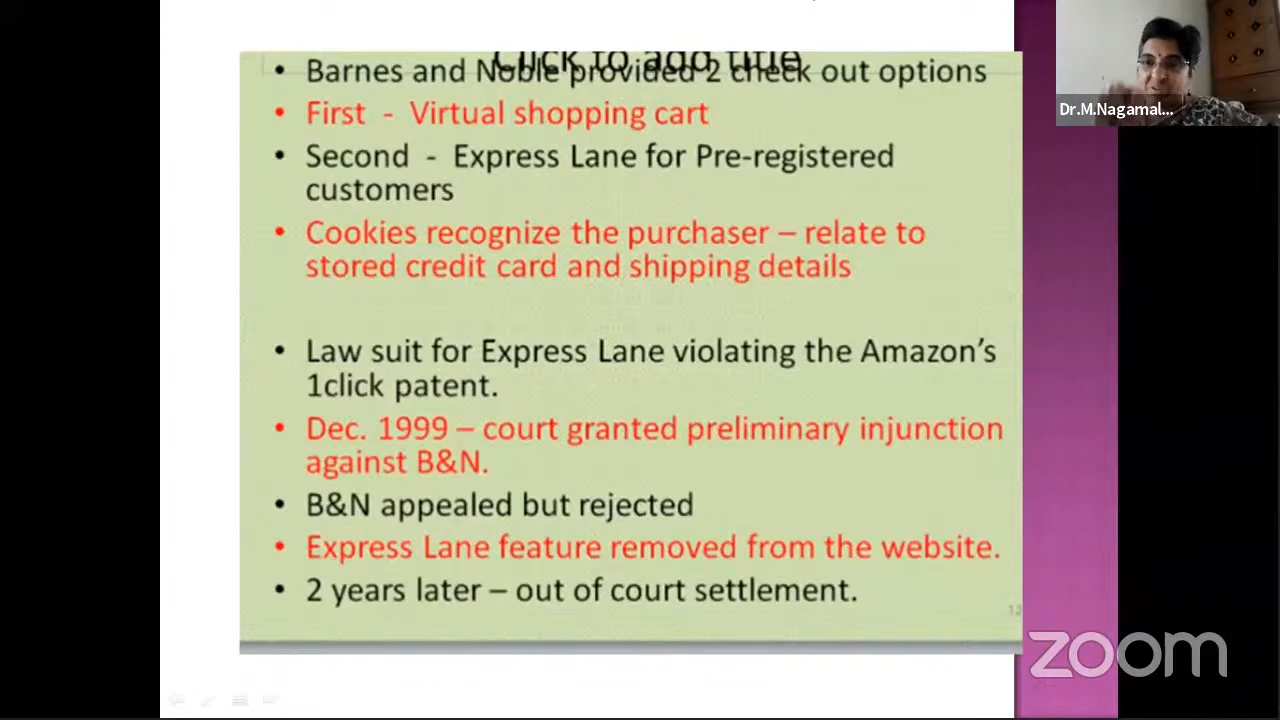 Click to add title
• Barnes and Noble provided 2 check out options
• First - Virtual shopping cart
• Second - Express Lane for Pre-registered
customers
• Cookies recognize the purchaser – relate to
stored credit card and shipping details
• Law suit for Express Lane violating the Amazon’s
1click patent.
• Dec. 1999 – court granted preliminary injunction
against B&N.
• B&N appealed but rejected
• Express Lane feature removed from the website.
• 2 years later – out of court settlement.
12
Dr.M.Nagamal...
zoom